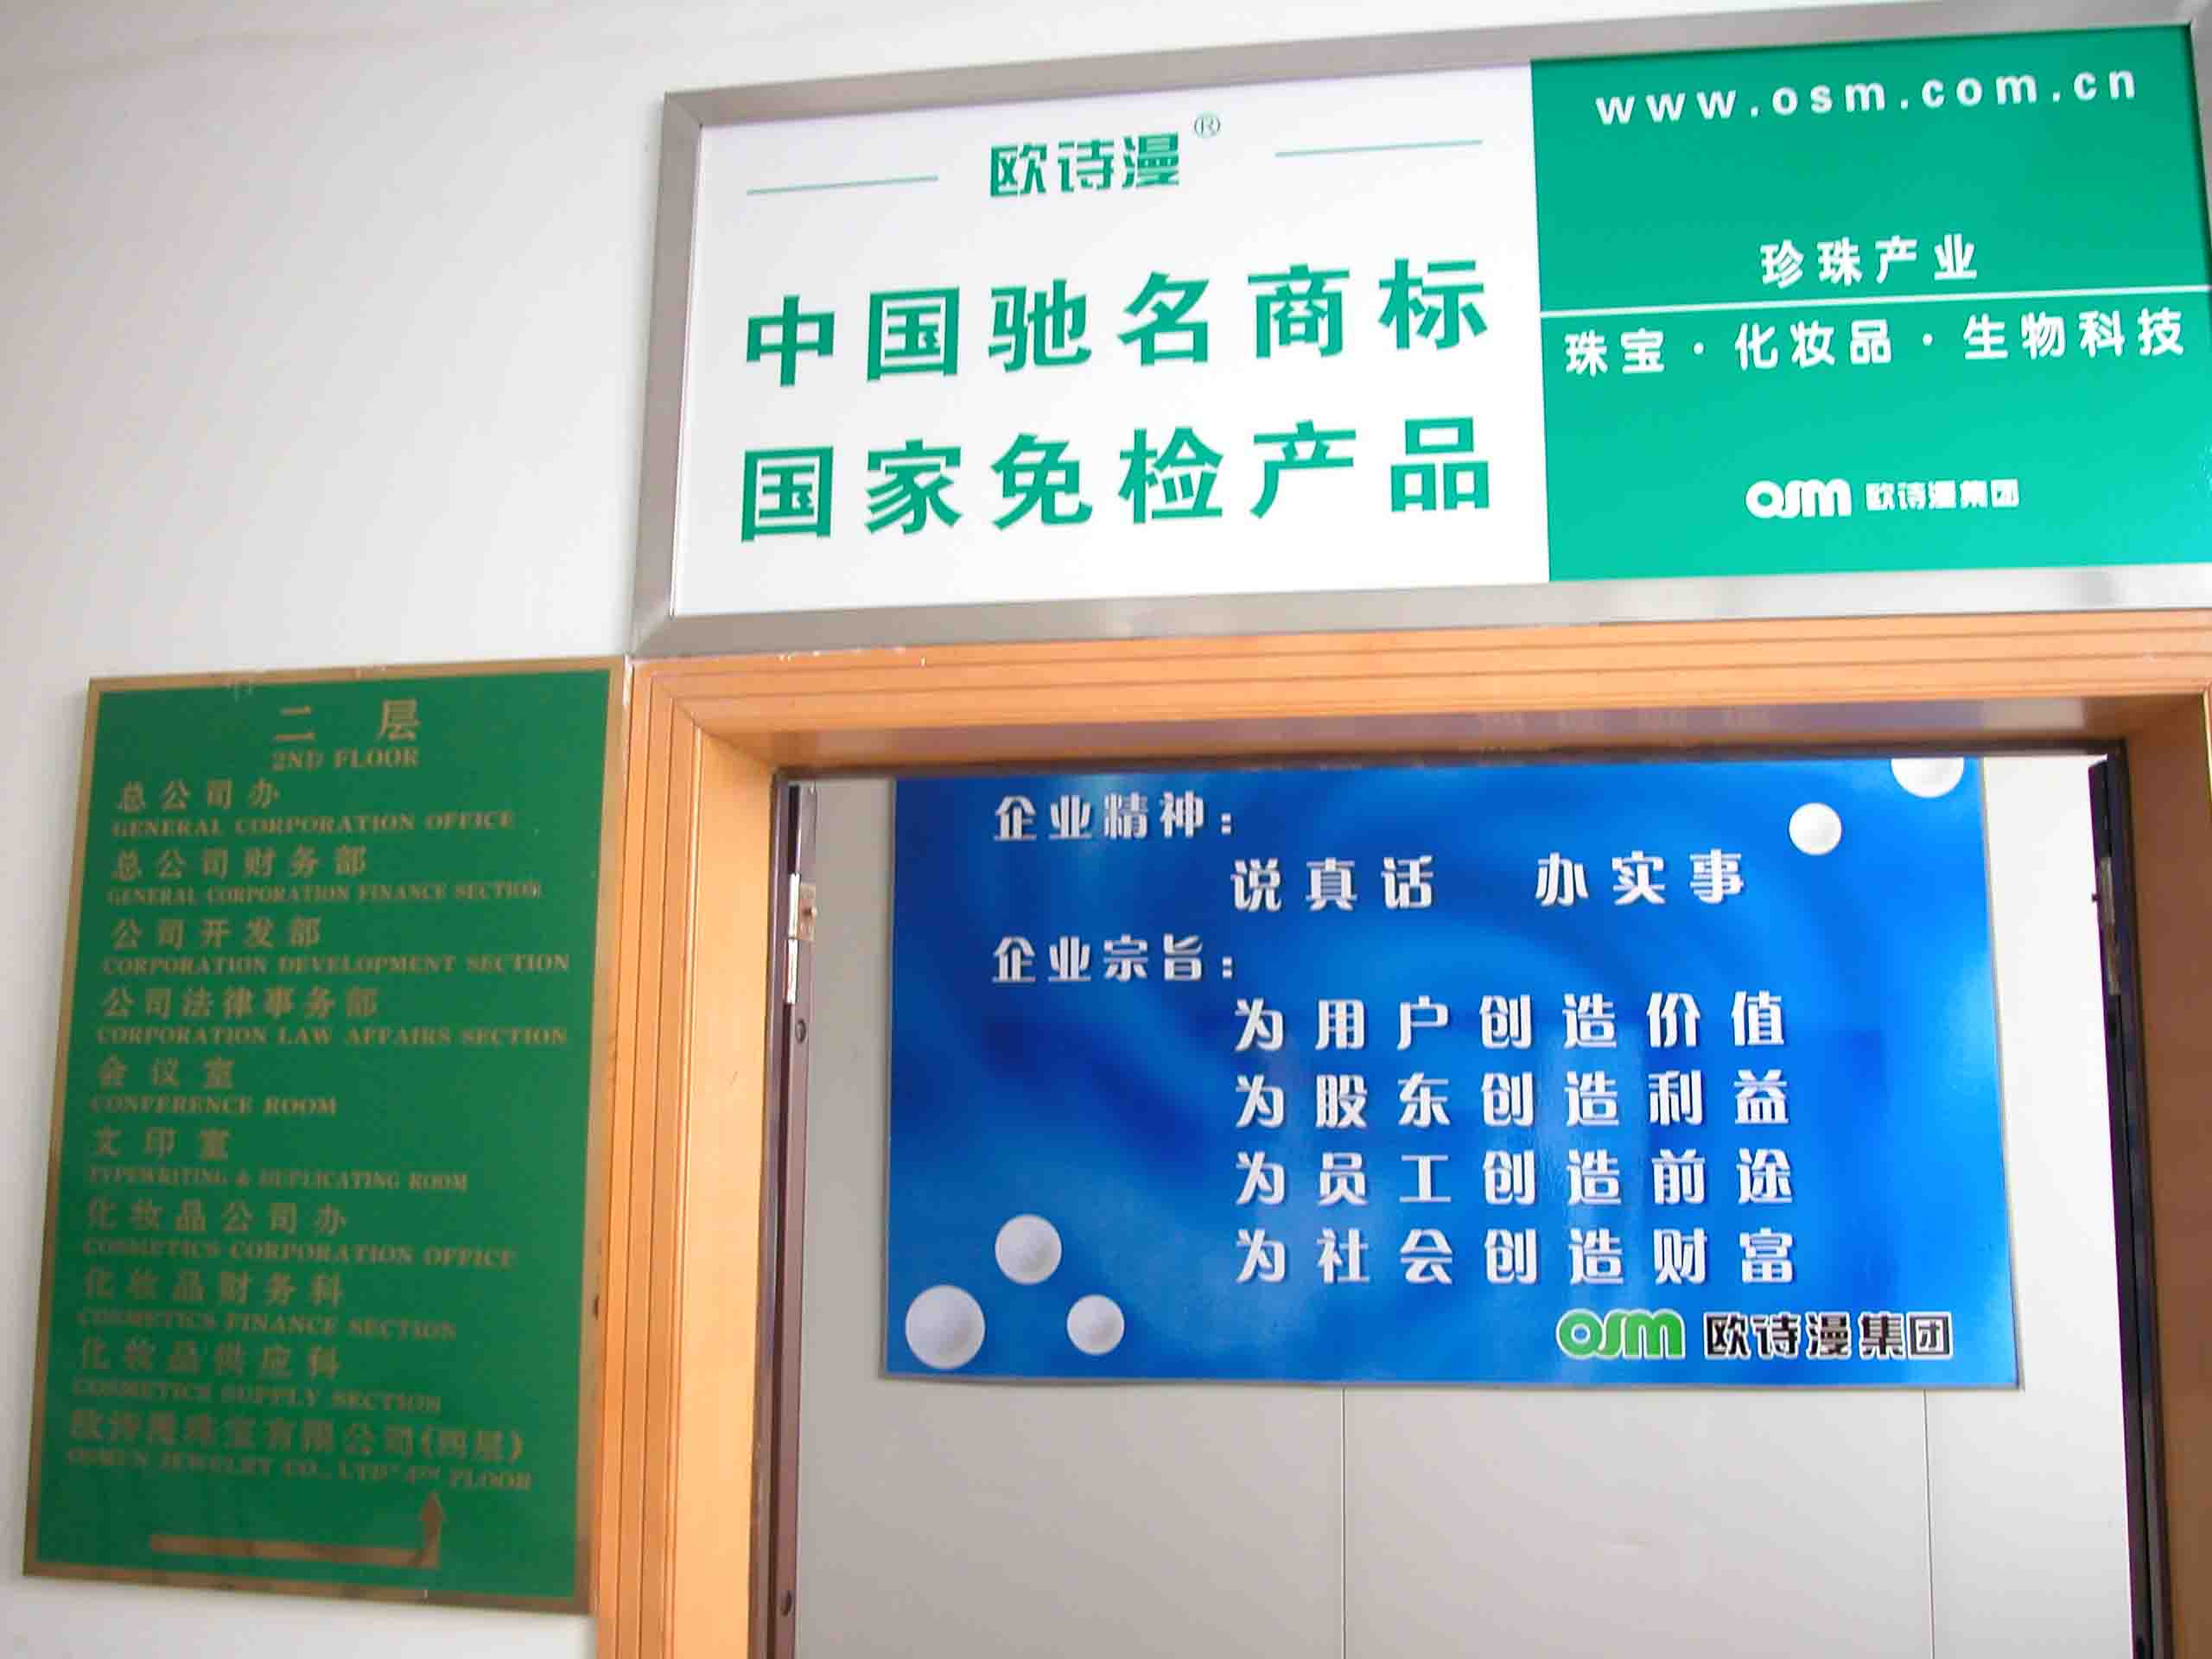 欧诗漫®
中国驰名商标
国家免检产品
www.osm.com.cn
珍珠产业
珠宝·化妆品·生物科技
osm 欧诗漫集团
二 层
2ND FLOOR
总公司办
GENERAL CORPORATION OFFICE
总公司财务部
GENERAL CORPORATION FINANCE SECTION
公司开发部
CORPORATION DEVELOPMENT SECTION
公司法律事务部
CORPORATION LAW AFFAIRS SECTION
会议室
CONFERENCE ROOM
文印室
TYPEWRITING & DUPLICATING ROOM
化妆品公司办
COSMETICS CORPORATION OFFICE
化妆品财务科
COSMETICS FINANCE SECTION
化妆品供应科
COSMETICS SUPPLY SECTION
欧诗漫珠宝有限公司(四层)
OSMUN JEWELRY CO., LTD 4TH FLOOR
企业精神：
说真话 办实事
企业宗旨：
为用户创造价值
为股东创造利益
为员工创造前途
为社会创造财富
osm 欧诗漫集团